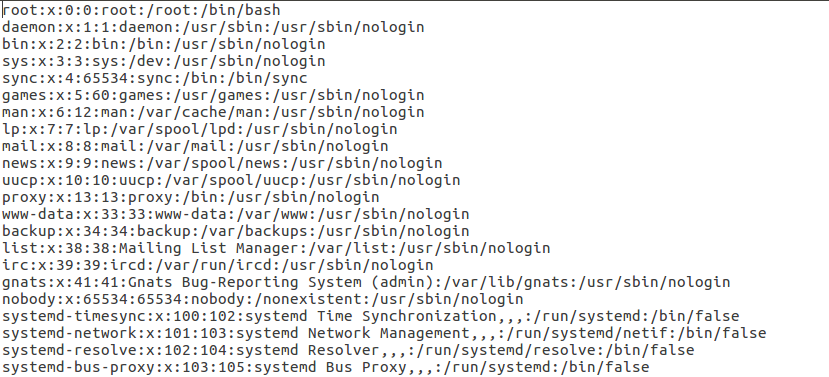 root:x:0:0:root:/root:/bin/bash
daemon:x:1:1:daemon:/usr/sbin:/usr/sbin/nologin
bin:x:2:2:bin:/bin:/usr/sbin/nologin
sys:x:3:3:sys:/dev:/usr/sbin/nologin
sync:x:4:65534:sync:/bin:/bin/sync
games:x:5:60:games:/usr/games:/usr/sbin/nologin
man:x:6:12:man:/var/cache/man:/usr/sbin/nologin
lp:x:7:7:lp:/var/spool/lpd:/usr/sbin/nologin
mail:x:8:8:mail:/var/mail:/usr/sbin/nologin
news:x:9:9:news:/var/spool/news:/usr/sbin/nologin
uucp:x:10:10:uucp:/var/spool/uucp:/usr/sbin/nologin
proxy:x:13:13:proxy:/bin:/usr/sbin/nologin
www-data:x:33:33:www-data:/var/www:/usr/sbin/nologin
backup:x:34:34:backup:/var/backups:/usr/sbin/nologin
list:x:38:38:Mailing List Manager:/var/list:/usr/sbin/nologin
irc:x:39:39:ircd:/var/run/ircd:/usr/sbin/nologin
gnats:x:41:41:Gnats Bug-Reporting System (admin):/var/lib/gnats:/usr/sbin/nologin
nobody:x:65534:65534:nobody:/nonexistent:/usr/sbin/nologin
systemd-timesync:x:100:102:systemd Time Synchronization,,,:/run/systemd:/bin/false
systemd-network:x:101:103:systemd Network Management,,,:/run/systemd/netif:/bin/false
systemd-resolve:x:102:104:systemd Resolver,,,:/run/systemd/resolve:/bin/false
systemd-bus-proxy:x:103:105:systemd Bus Proxy,,,:/run/systemd:/bin/false